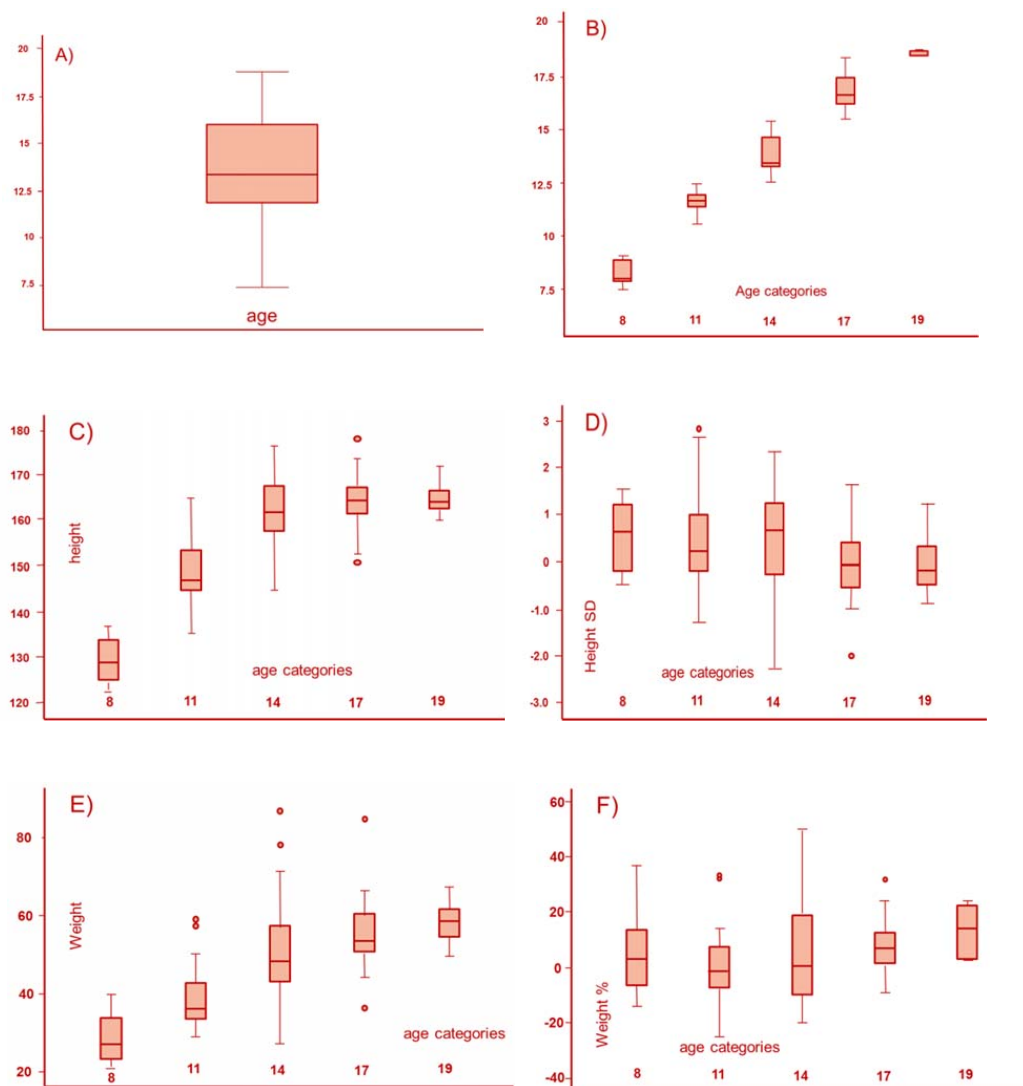 A)
20
17.5
15
12.5
10
7.5
age
B)
20
17.5
15
12.5
10
7.5
Age categories
8 11 14 17 19
C)
180
170
160
150
140
130
120
height
age categories
8 11 14 17 19
D)
3
2
1
0
-1.0
-2.0
-3.0
Height SD
age categories
8 11 14 17 19
E)
80
60
40
20
Weight
age categories
8 11 14 17 19
F)
60
40
20
0
-20
-40
Weight %
age categories
8 11 14 17 19